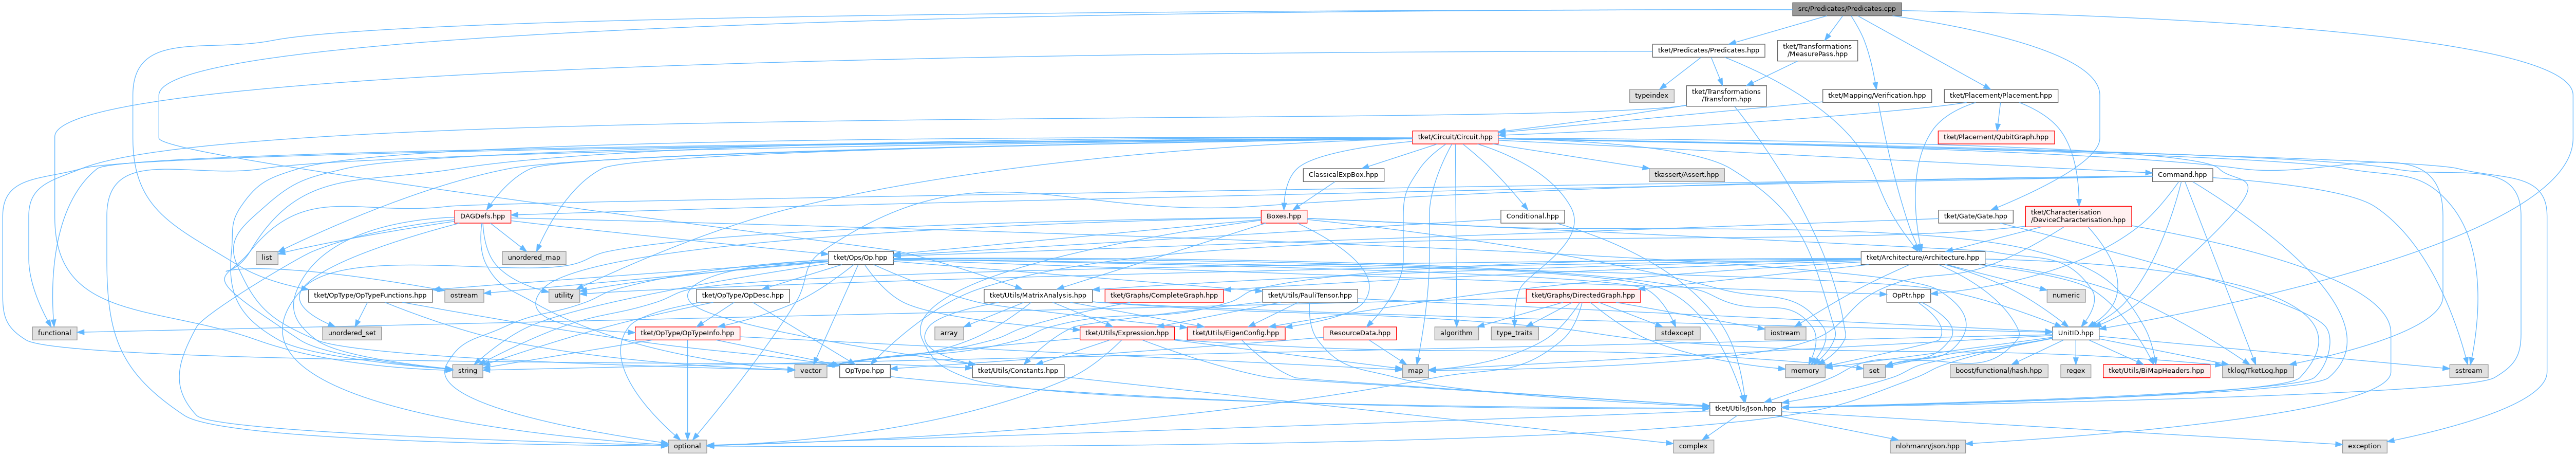 src/Predicates/Predicates.cpp
tket/Predicates/Predicates.hpp
tket/Transformations
/MeasurePass.hpp
typeindex
tket/Transformations
/Transform.hpp
tket/Mapping/Verification.hpp
tket/Placement/Placement.hpp
tket/Circuit/Circuit.hpp
tket/Placement/QubitGraph.hpp
ClassicalExpBox.hpp
tkassert/Assert.hpp
Command.hpp
DAGDefs.hpp
Boxes.hpp
Conditional.hpp
tket/Gate/Gate.hpp
tket/Characterisation
/DeviceCharacterisation.hpp
list
unordered_map
tket/Ops/Op.hpp
tket/Architecture/Architecture.hpp
tket/OpType/OpTypeFunctions.hpp
ostream
utility
tket/OpType/OpDesc.hpp
tket/Utils/MatrixAnalysis.hpp
tket/Graphs/CompleteGraph.hpp
tket/Utils/PauliTensor.hpp
tket/Graphs/DirectedGraph.hpp
OpPtr.hpp
numeric
functional
unordered_set
tket/OpType/OpTypeInfo.hpp
array
tket/Utils/Expression.hpp
tket/Utils/EigenConfig.hpp
ResourceData.hpp
algorithm
type_traits
stdexcept
iostream
UnitID.hpp
string
vector
OpType.hpp
tket/Utils/Constants.hpp
map
memory
set
boost/functional/hash.hpp
regex
tket/Utils/BiMapHeaders.hpp
tklog/TketLog.hpp
sstream
tket/Utils/Json.hpp
optional
complex
nlohmann/json.hpp
exception